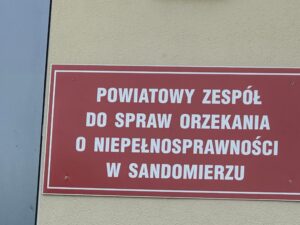 POWIATOWY ZESPÓŁ
DO SPRAW ORZEKANIA
O NIEPEŁNOSPRAWNOŚCI
W SANDOMIERZU